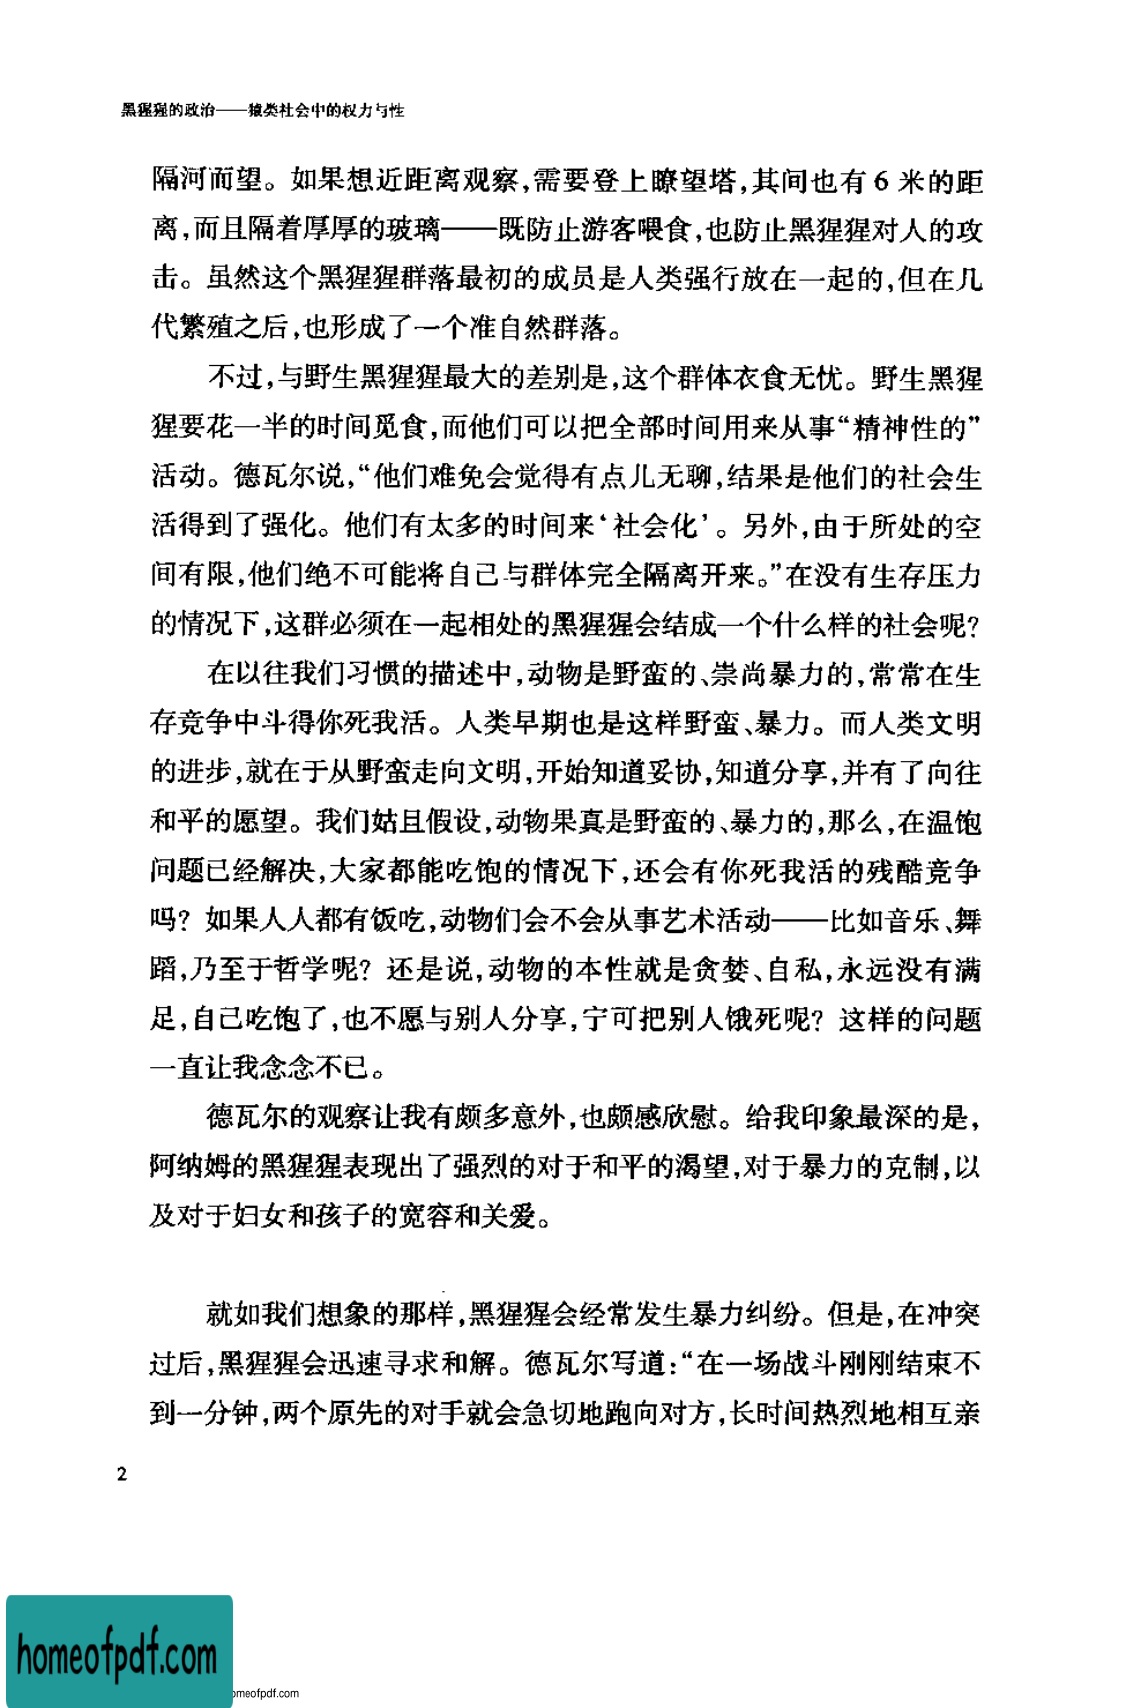 黑猩猩的政治——猿类社会中的权力与性
隔河而望。如果想近距离观察,需要登上瞭望塔,其间也有6米的距
离,而且隔着厚厚的玻璃——既防止游客喂食,也防止黑猩猩对人的攻
击。虽然这个黑猩猩群落最初的成员是人类强行放在一起的,但在几
代繁殖之后,也形成了一个准自然群落。
不过,与野生黑猩猩最大的差别是,这个群体衣食无忧。野生黑猩
猩要花一半的时间觅食,而他们可以把全部时间用来从事“精神性的”
活动。德瓦尔说,“他们难免会觉得有点儿无聊,结果是他们的社会生
活得到了强化。他们有太多的时间来‘社会化’。另外,由于所处的空
间有限,他们绝不可能将自己与群体完全隔离开来。”在没有生存压力
的情况下,这群必须在一起相处的黑猩猩会结成一个什么样的社会呢?
在以往我们习惯的描述中,动物是野蛮的、崇尚暴力的,常常在生
存竞争中斗得你死我活。人类早期也是这样野蛮、暴力。而人类文明
的进步,就在于从野蛮走向文明,开始知道妥协,知道分享,并有了向往
和平的愿望。我们姑且假设,动物果真是野蛮的、暴力的,那么,在温饱
问题已经解决,大家都能吃饱的情况下,还会有你死我活的残酷竞争
吗?如果人人都有饭吃,动物们会不会从事艺术活动——比如音乐、舞
蹈,乃至于哲学呢?还是说,动物的本性就是贪婪、自私,永远没有满
足,自己吃饱了,也不愿与别人分享,宁可把别人饿死呢?这样的问题
一直让我念念不已。
德瓦尔的观察让我有颇多意外,也颇感欣慰。给我印象最深的是,
阿纳姆的黑猩猩表现出了强烈的对于和平的渴望,对于暴力的克制,以
及对于妇女和孩子的宽容和关爱。
就如我们想象的那样,黑猩猩会经常发生暴力纠纷。但是,在冲突
过后,黑猩猩会迅速寻求和解。德瓦尔写道:“在一场战斗刚刚结束不
到一分钟,两个原先的对手就会急切地跑向对方,长时间热烈地相互亲
2
homeofpdf.com
omeofpdf.com